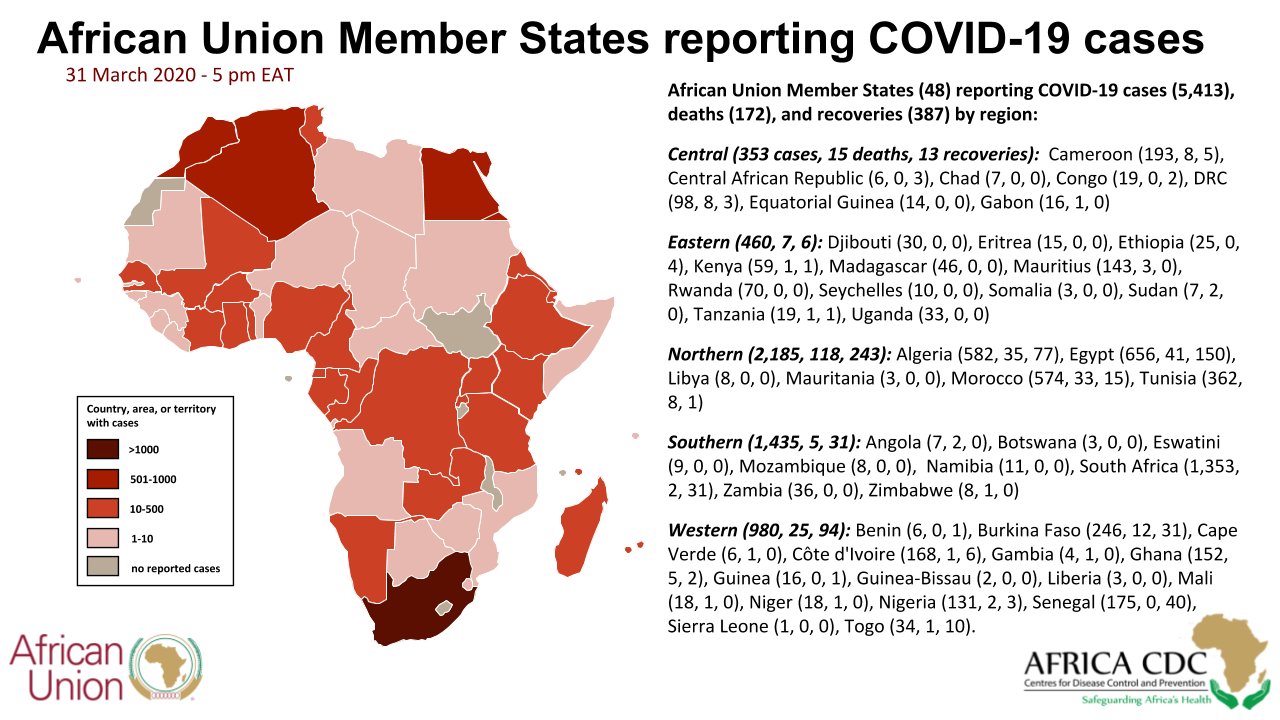 African Union Member States reporting COVID-19 cases
31 March 2020 - 5 pm EAT
African Union Member States (48) reporting COVID-19 cases (5,413),
deaths (172), and recoveries (387) by region:
Central (353 cases, 15 deaths, 13 recoveries): Cameroon (193, 8, 5),
Central African Republic (6, 0, 3), Chad (7, 0, 0), Congo (19, 0, 2), DRC
(98, 8, 3), Equatorial Guinea (14, 0, 0), Gabon (16, 1, 0)
Eastern (460, 7, 6): Djibouti (30, 0, 0), Eritrea (15, 0, 0), Ethiopia (25, 0,
4), Kenya (59, 1, 1), Madagascar (46, 0, 0), Mauritius (143, 3, 0),
Rwanda (70, 0, 0), Seychelles (10, 0, 0), Somalia (3, 0, 0), Sudan (7, 2,
0), Tanzania (19, 1, 1), Uganda (33, 0, 0)
Northern (2,185, 118, 243): Algeria (582, 35, 77), Egypt (656, 41, 150),
Libya (8, 0, 0), Mauritania (3, 0, 0), Morocco (574, 33, 15), Tunisia (362,
8, 1)
Southern (1,435, 5, 31): Angola (7, 2, 0), Botswana (3, 0, 0), Eswatini
(9, 0, 0), Mozambique (8, 0, 0), Namibia (11, 0, 0), South Africa (1,353,
2, 31), Zambia (36, 0, 0), Zimbabwe (8, 1, 0)
Western (980, 25, 94): Benin (6, 0, 1), Burkina Faso (246, 12, 31), Cape
Verde (6, 1, 0), Côte d'Ivoire (168, 1, 6), Gambia (4, 1, 0), Ghana (152,
5, 2), Guinea (16, 0, 1), Guinea-Bissau (2, 0, 0), Liberia (3, 0, 0), Mali
(18, 1, 0), Niger (18, 1, 0), Nigeria (131, 2, 3), Senegal (175, 0, 40),
Sierra Leone (1, 0, 0), Togo (34, 1, 10).
Country, area, or territory
with cases
>1000
501-1000
10-500
1-10
no reported cases
African
Union
AFRICA CDC
Centres for Disease Control and Prevention
Safeguarding Africa's Health